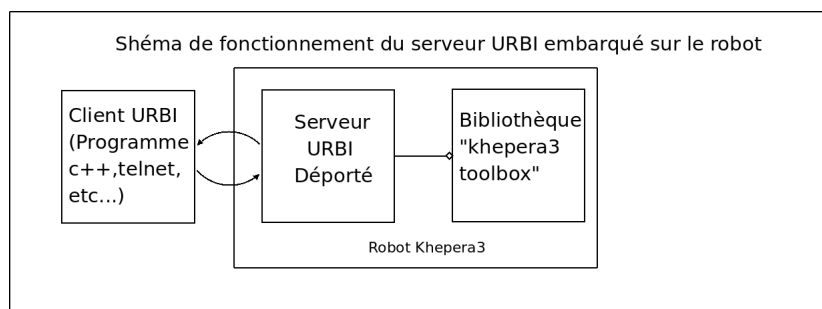 Shéma de fonctionnement du serveur URBI embarqué sur le robot
Client URBI
(Programme
c++,telnet,
etc...)
Serveur
URBI
Déporté
Bibliothèque
"khepera3
toolbox"
Robot Khepera3